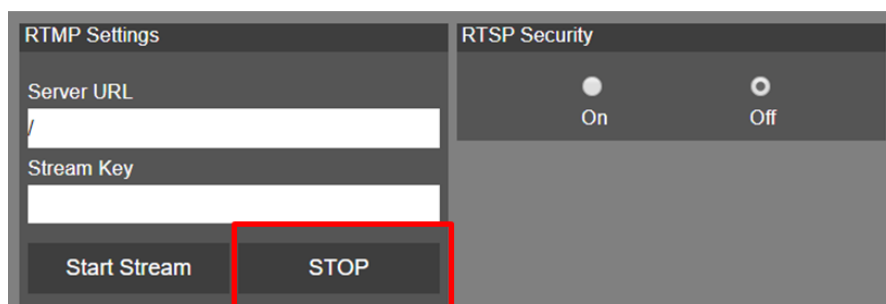 RTMP Settings
Server URL
/
Stream Key
Start Stream
STOP
RTSP Security
On
Off